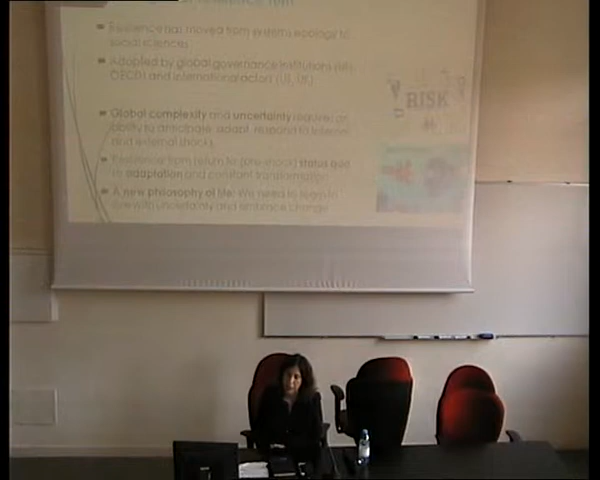 Resilience has moved from systems ecology to
social sciences
Adopted by global governance institutions
OECD) and international actors
Global complexity and uncertainty requires an
ability to anticipate, adapt, respond to internal
and external shocks
Resilience: from return to (pre-shock) status quo
to adaptation and constant transformation
A new philosophy of life: We need to learn to
live with uncertainty and embrace change
RISK